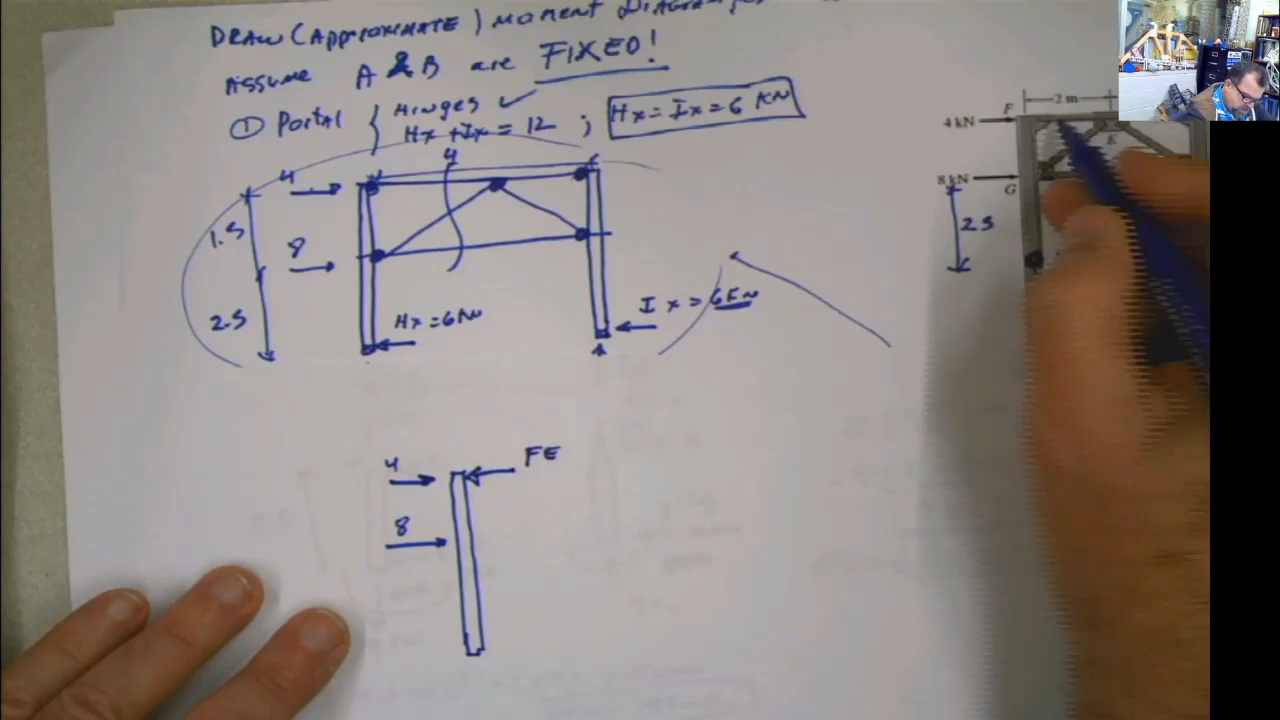 DRAW (APPROXIMATE) MOMENT DIAGRAMS
ASSUME A & B are FIXED!
① Portal { Hinges ✓
Hx + Ix = 12 ; Hx = Ix = 6 KN
4
4
1.5
8
2.5
Hx = 6KN
Ix = 6KN
4
FE
8
F
2 m
4 kN
E
8 kN
G
2.5